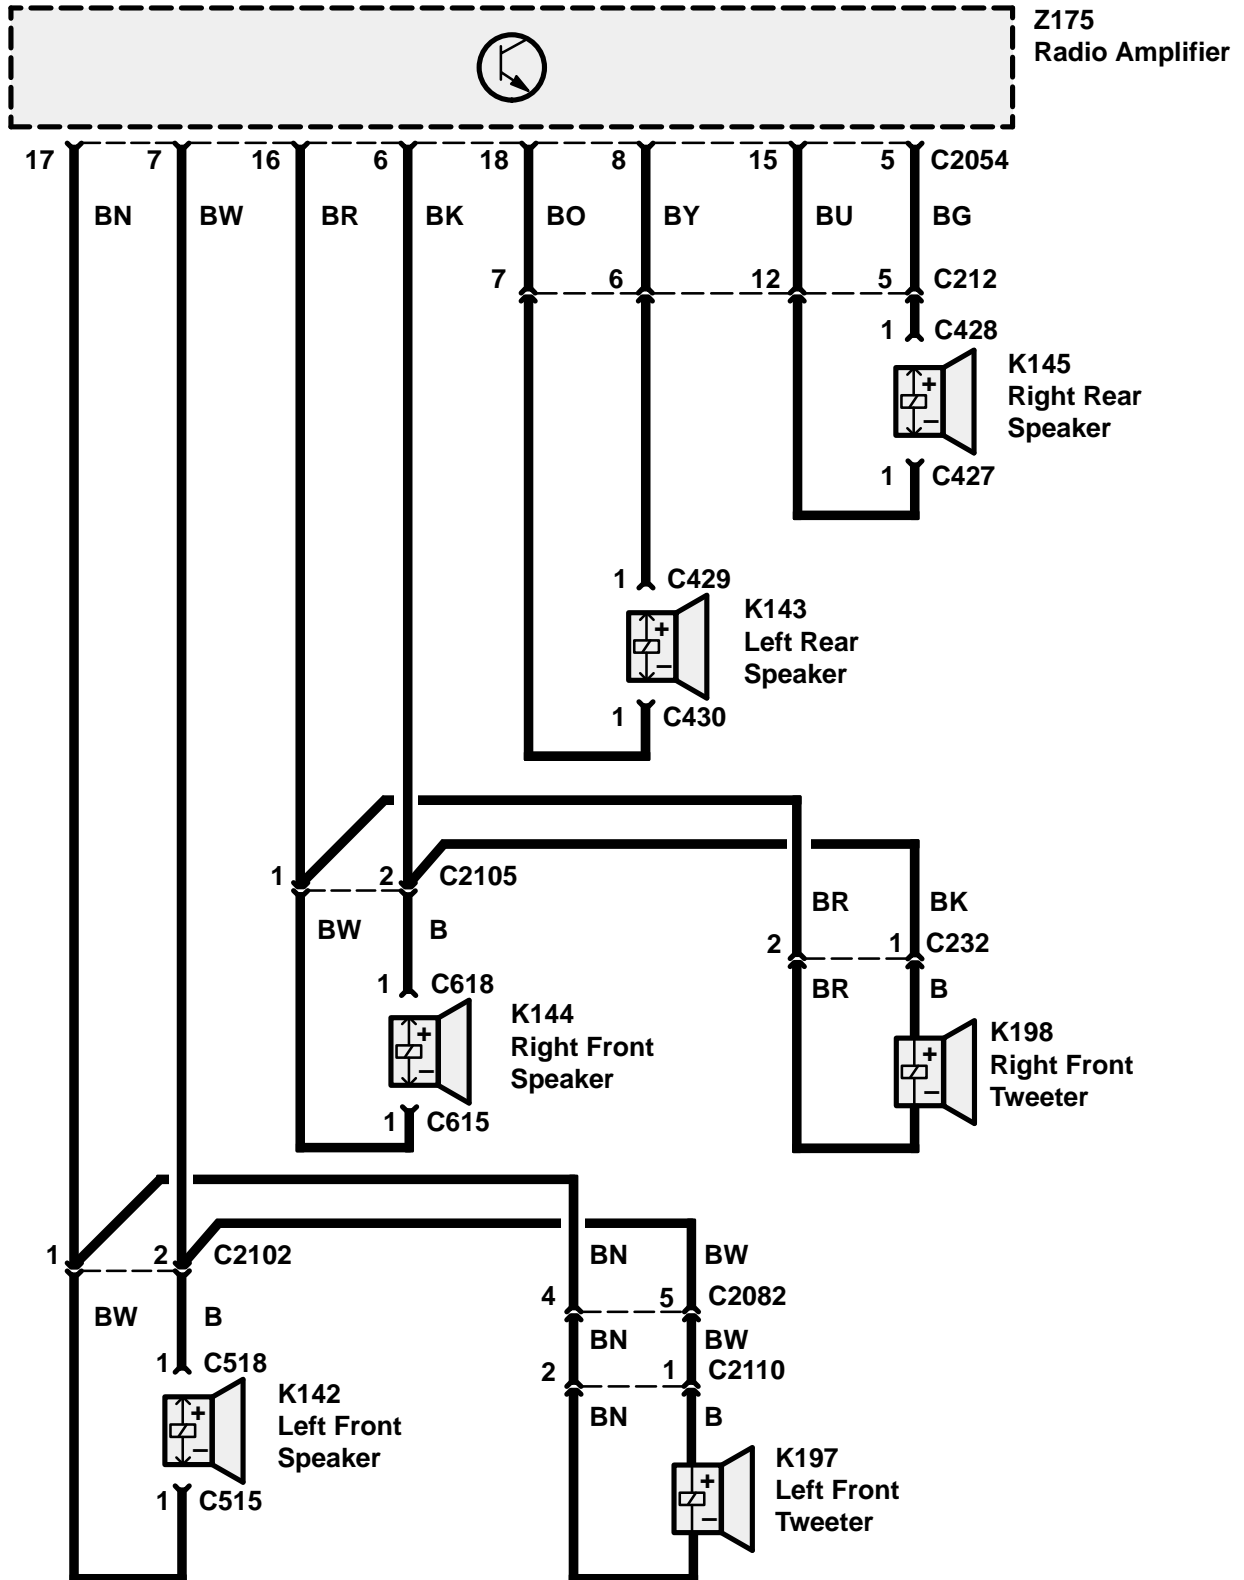 Z175
Radio Amplifier
17 7 16 6 18 8 15 5 C2054
BN BW BR BK BO BY BU BG
7 6 12 5 C212
1 C428
K145
Right Rear
Speaker
+
–
1 C427
1 C429
K143
Left Rear
Speaker
+
–
1 C430
1 2 C2105
BR BK
BW B
2 1 C232
1 C618
BR B
K144
Right Front
Speaker
+
–
K198
Right Front
Tweeter
+
–
1 C615
1 2 C2102
BN BW
4 5 C2082
BW B
BN BW
1 C518
2 1 C2110
K142
Left Front
Speaker
+
–
BN B
K197
Left Front
Tweeter
+
–
1 C515